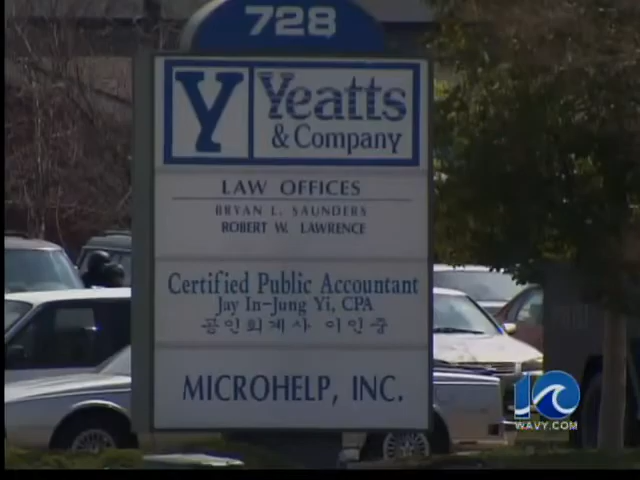 728
Y
Yeatts
& Company
LAW OFFICES
BRYAN L. SAUNDERS
ROBERT W. LAWRENCE
Certified Public Accountant
Jay In-Jung Yi, CPA
공인회계사 이인중
MICROHELP, INC.
10
WAVY.COM